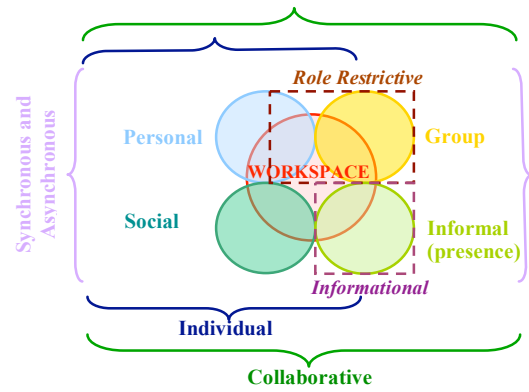 Role Restrictive
Personal
Group
WORKSPACE
Synchronous and
Asynchronous
Social
Informal
(presence)
Informational
Individual
Collaborative